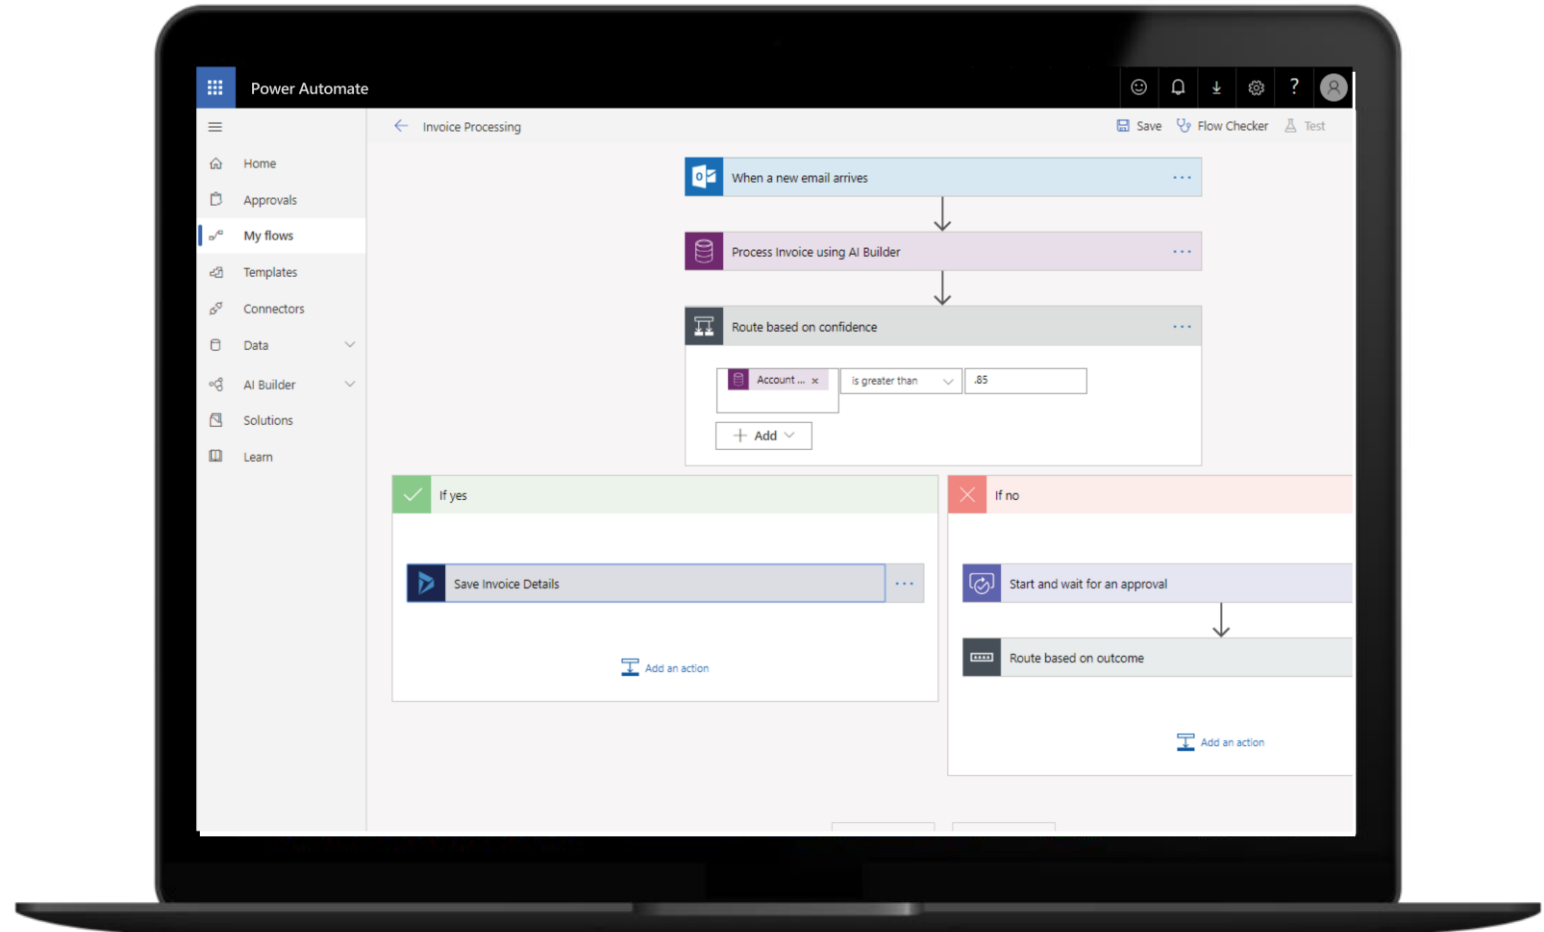 Power Automate
?
Invoice Processing
Save
Flow Checker
Test
Home
Approvals
My flows
Templates
Connectors
Data
AI Builder
Solutions
Learn
When a new email arrives
Process Invoice using AI Builder
Route based on confidence
Account ... x
is greater than
.85
+ Add
If yes
Save Invoice Details
Add an action
If no
Start and wait for an approval
Route based on outcome
Add an action